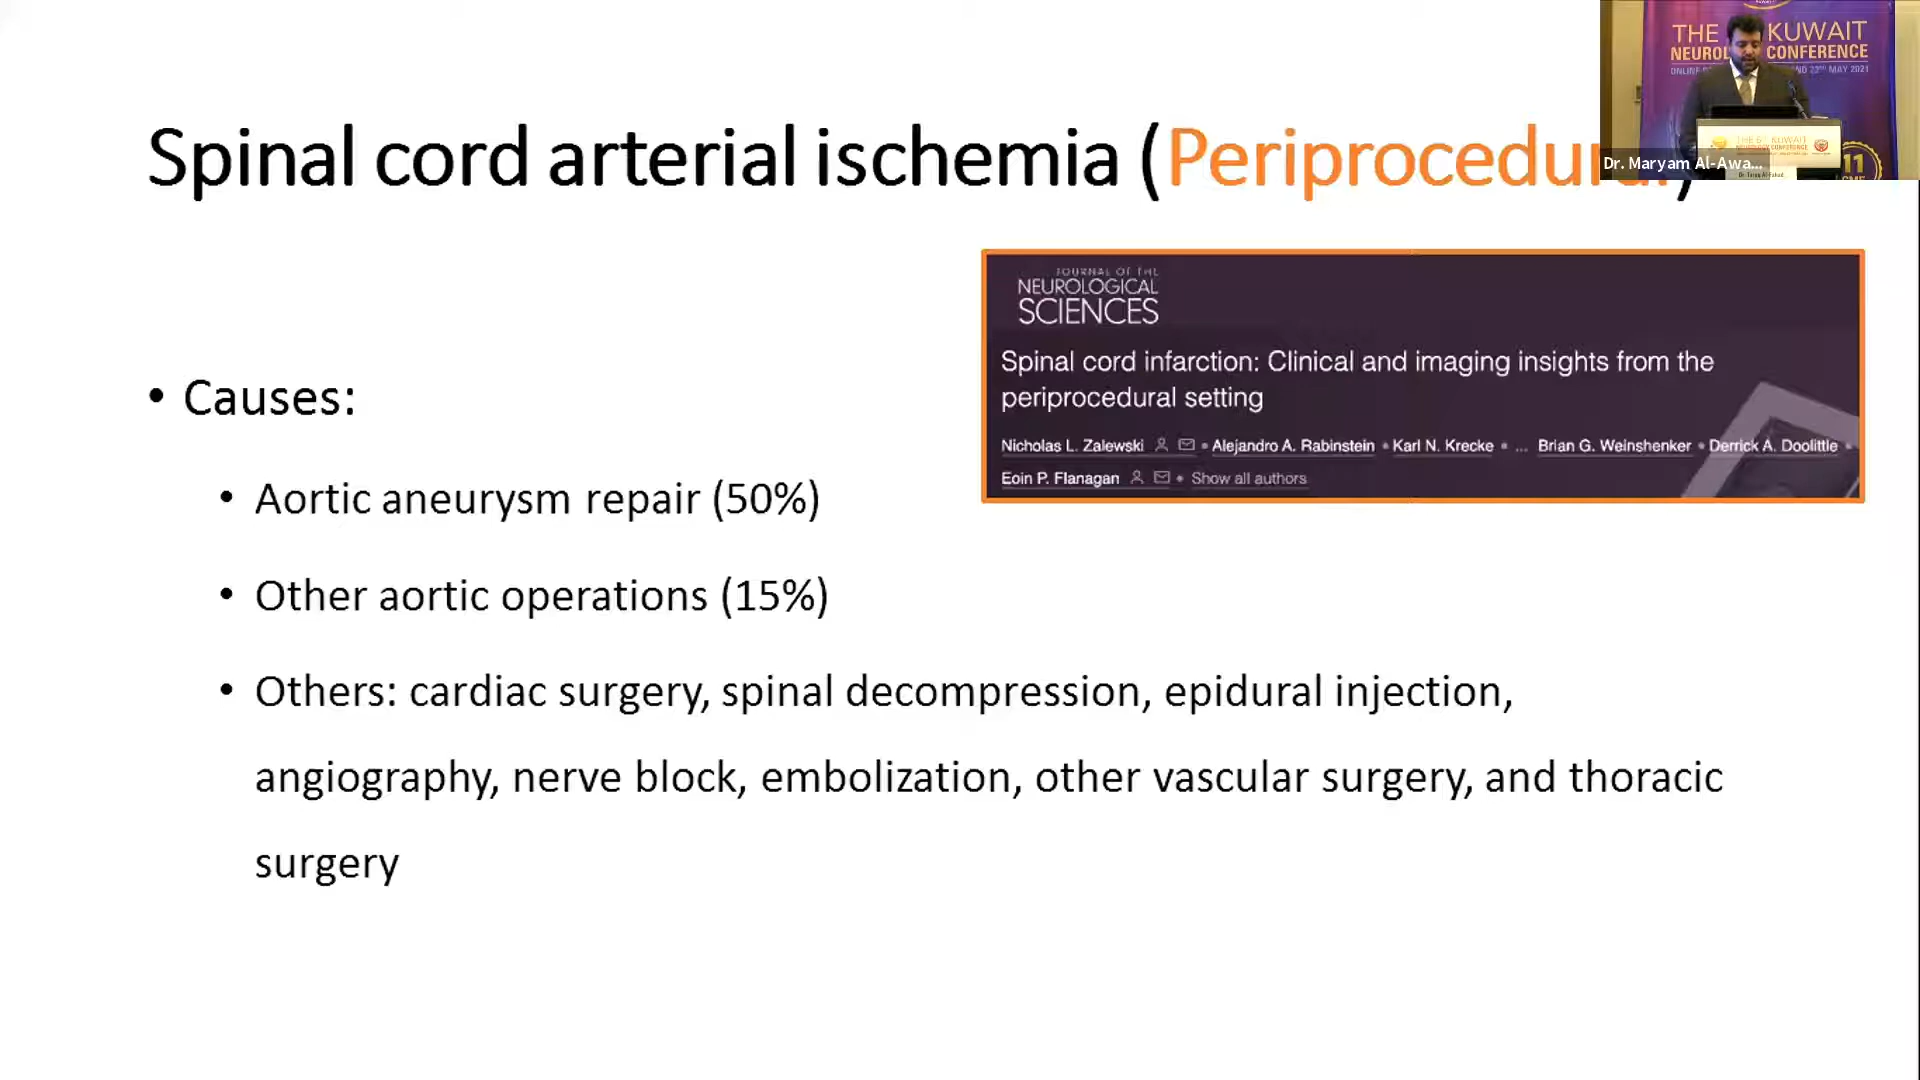 THE KUWAIT
CONFERENCE
MAY 2021
Dr. Maryam Al-Awa...
11
Spinal cord arterial ischemia (Periprocedural)
JOURNAL OF THE
NEUROLOGICAL
SCIENCES
Spinal cord infarction: Clinical and imaging insights from the
periprocedural setting
Nicholas L. Zalewski • Alejandro A. Rabinstein • Karl N. Krecke • ... Brian G. Weinshenker • Derrick A. Doolittle •
Eoin P. Flanagan • Show all authors
• Causes:
• Aortic aneurysm repair (50%)
• Other aortic operations (15%)
• Others: cardiac surgery, spinal decompression, epidural injection,
angiography, nerve block, embolization, other vascular surgery, and thoracic
surgery